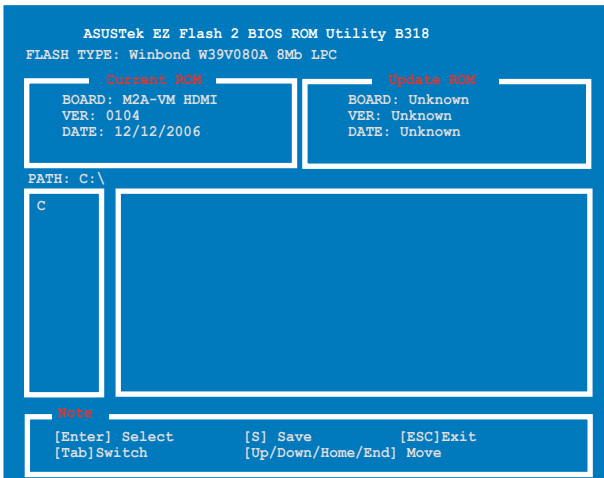 ASUSTek EZ Flash 2 BIOS ROM Utility B318
FLASH TYPE: Winbond W39V080A 8Mb LPC
Current ROM
BOARD: M2A-VM HDMI
VER: 0104
DATE: 12/12/2006
Update ROM
BOARD: Unknown
VER: Unknown
DATE: Unknown
PATH: C:\
C
Note
[Enter] Select [S] Save [ESC]Exit
[Tab]Switch [Up/Down/Home/End] Move